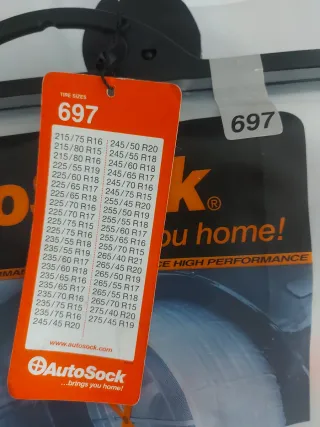 TIRE SIZES
697
215/75 R16
215/80 R15
215/80 R16
225/55 R19
225/60 R18
225/65 R17
225/65 R18
225/70 R16
225/70 R17
225/75 R15
225/75 R16
235/55 R18
235/55 R19
235/60 R17
235/60 R18
235/65 R16
235/65 R17
235/70 R16
235/75 R15
235/75 R16
245/45 R20
245/50 R20
245/55 R18
245/60 R18
245/65 R17
245/70 R16
245/75 R15
255/45 R20
255/50 R19
255/55 R18
255/60 R17
255/65 R16
255/70 R15
265/40 R21
265/45 R20
265/50 R19
265/55 R17
265/55 R18
265/70 R15
275/40 R20
275/45 R19
www.autosock.com
AutoSock
...brings you home!
697
k®
u home!
CE HIGH PERFORMANCE